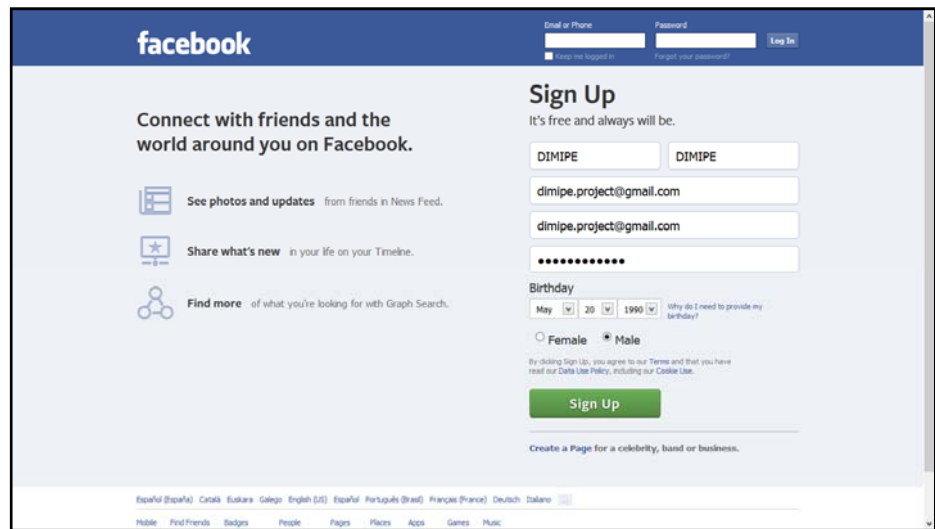 facebook
Email or Phone
Password
Log In
Keep me logged in
Forgot your password?
Connect with friends and the
world around you on Facebook.
See photos and updates from friends in News Feed.
Share what's new in your life on your Timeline.
Find more of what you're looking for with Graph Search.
Sign Up
It's free and always will be.
DIMIPE DIMIPE
dimipe.project@gmail.com
dimipe.project@gmail.com
••••••••••••
Birthday
May 20 1990 Why do I need to provide my
birthday?
Female Male
By clicking Sign Up, you agree to our Terms and that you have
read our Data Use Policy, including our Cookie Use.
Sign Up
Create a Page for a celebrity, band or business.
Español (España) Català Euskara Galego English (US) Español Português (Brasil) Français (France) Deutsch Italiano ...
Mobile Find Friends Badges People Pages Places Apps Games Music